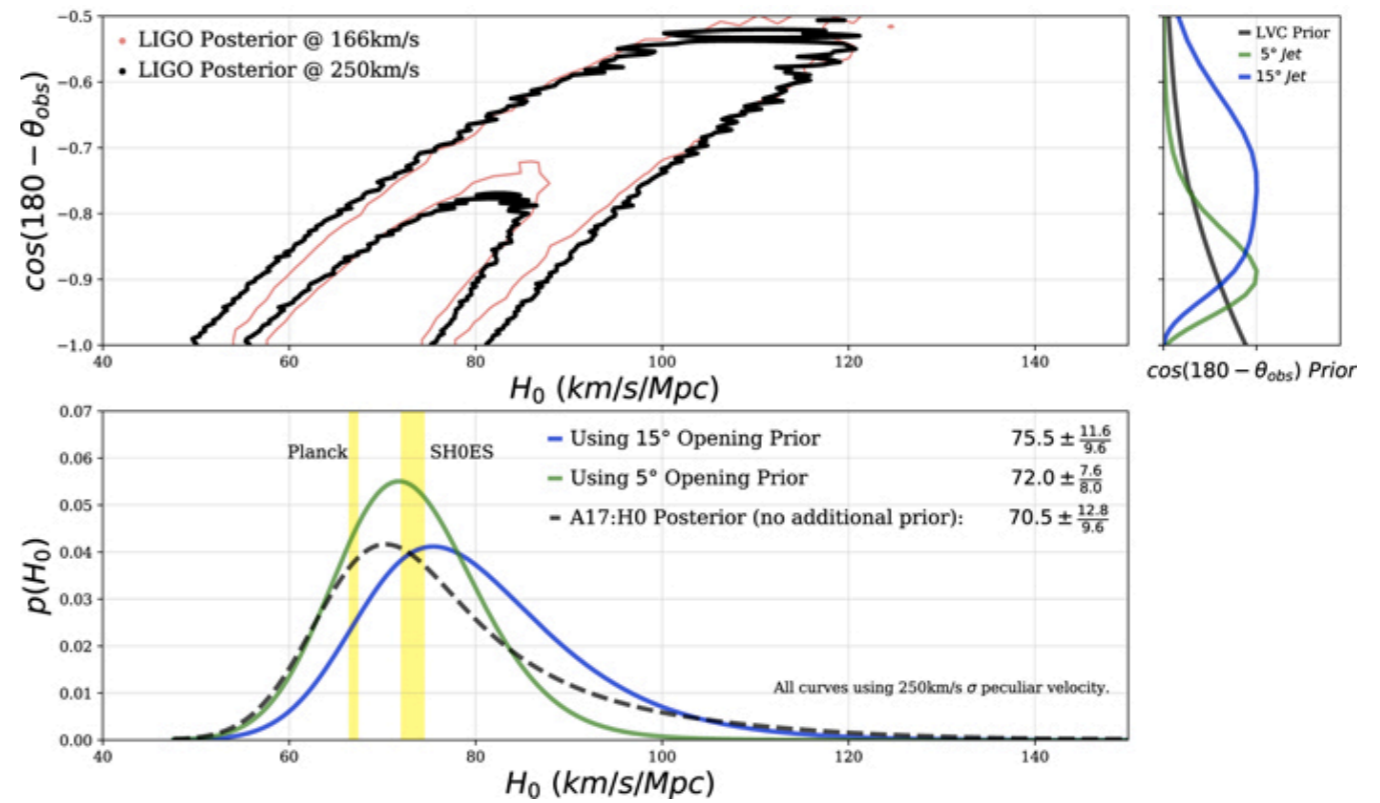 LIGO Posterior @ 166km/s
LIGO Posterior @ 250km/s
−0.5
−0.6
−0.7
−0.8
−0.9
−1.0
cos(180 − θobs)
40 60 80 100 120 140
H0 (km/s/Mpc)
LVC Prior
5° Jet
15° Jet
cos(180 − θobs) Prior
0.07
0.06
0.05
0.04
0.03
0.02
0.01
0.00
p(H0)
Planck
SH0ES
Using 15° Opening Prior 75.5 ± 11.6/9.6
Using 5° Opening Prior 72.0 ± 7.6/8.0
A17:H0 Posterior (no additional prior): 70.5 ± 12.8/9.6
All curves using 250km/s σ peculiar velocity.
40 60 80 100 120 140
H0 (km/s/Mpc)